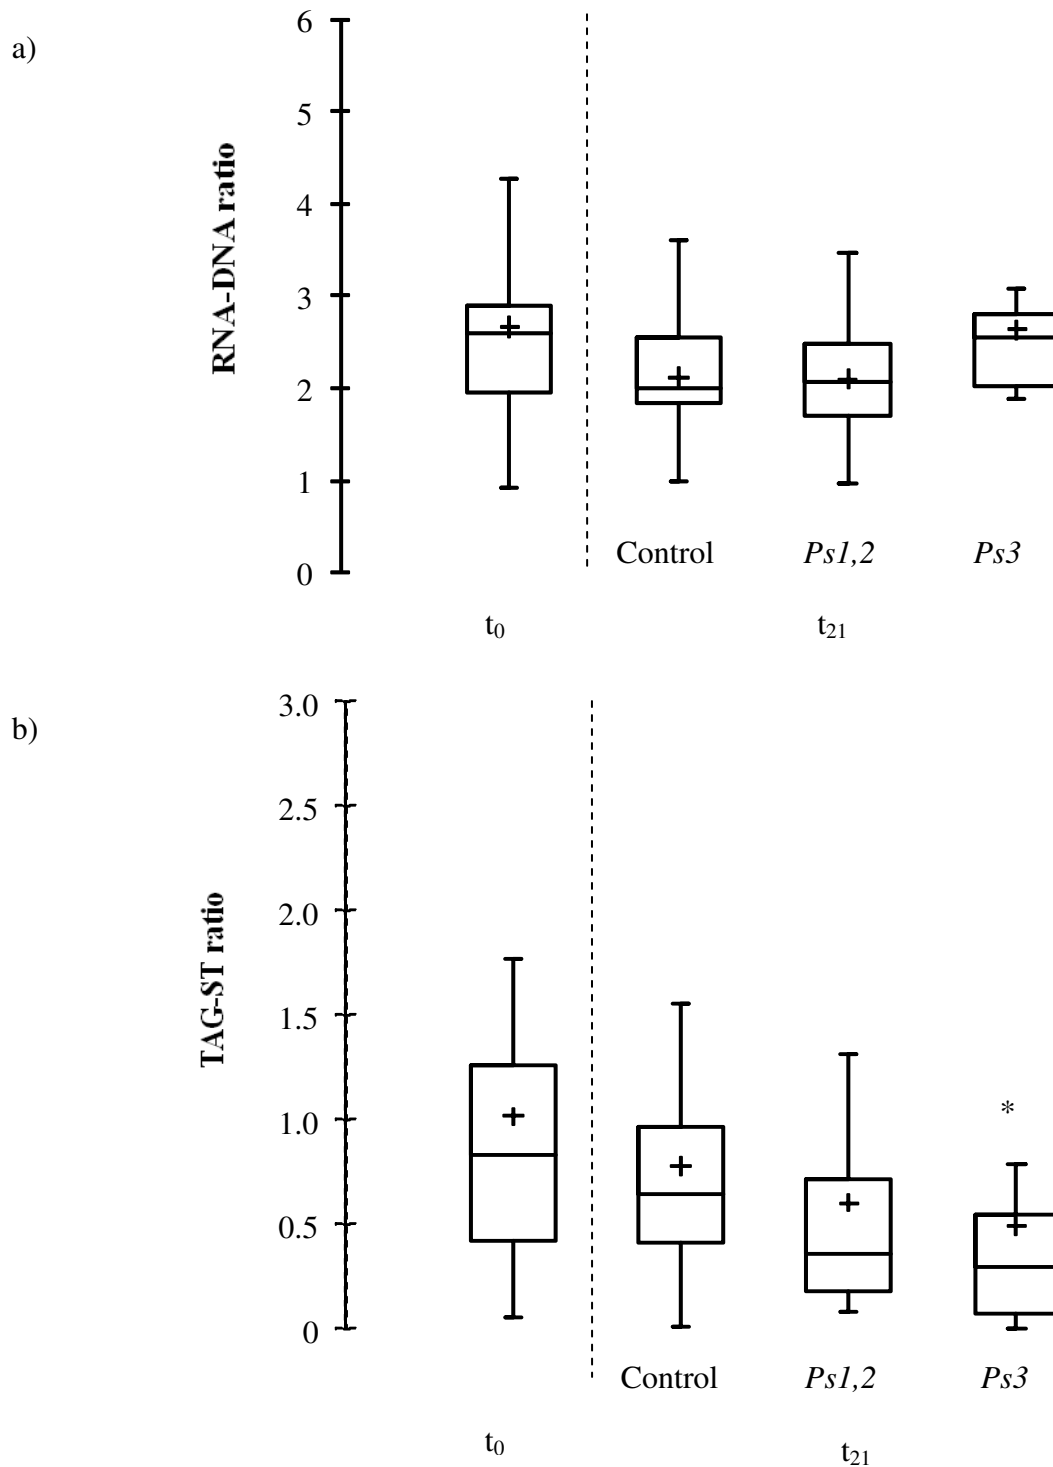 a)
RNA-DNA ratio
6
5
4
3
2
1
0
Control Ps1,2 Ps3
t0 t21
b)
TAG-ST ratio
3.0
2.5
2.0
1.5
1.0
0.5
0
*
Control Ps1,2 Ps3
t0 t21